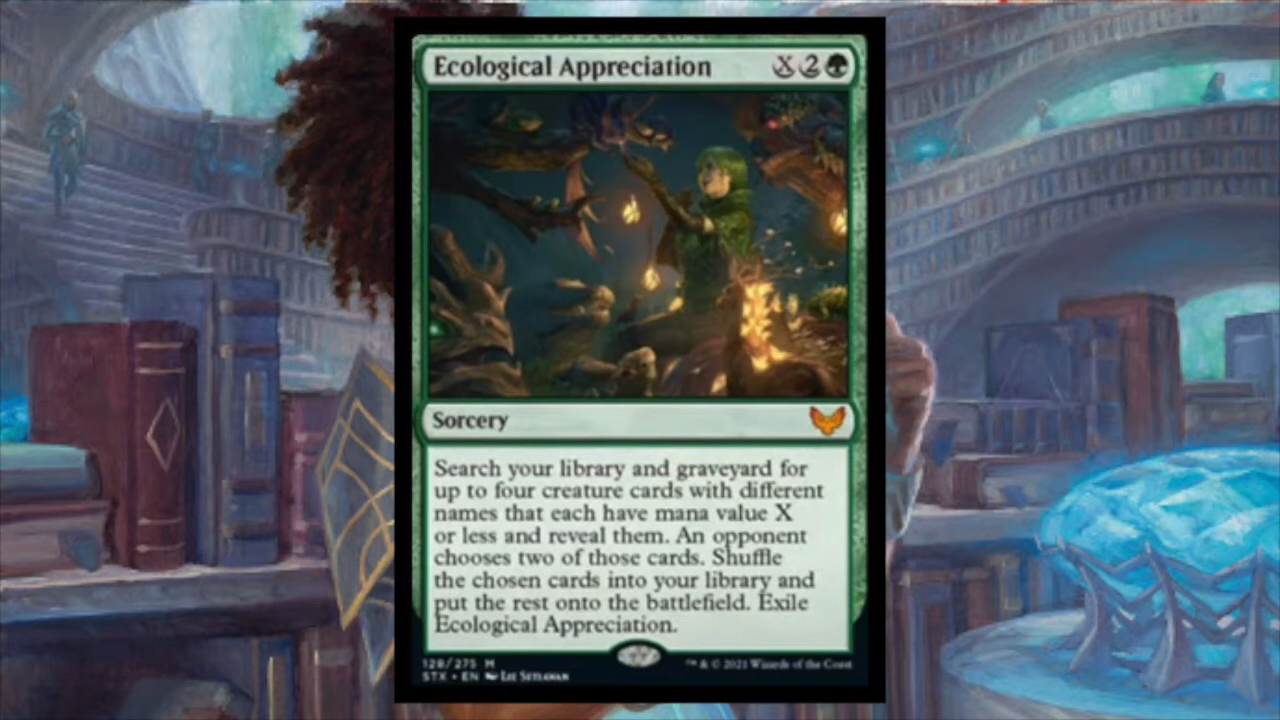 Ecological Appreciation X2
Sorcery
Search your library and graveyard for
up to four creature cards with different
names that each have mana value X
or less and reveal them. An opponent
chooses two of those cards. Shuffle
the chosen cards into your library and
put the rest onto the battlefield. Exile
Ecological Appreciation.
128/275 M
™ & © 2021 Wizards of the Coast
STX • EN Lie Setiawan